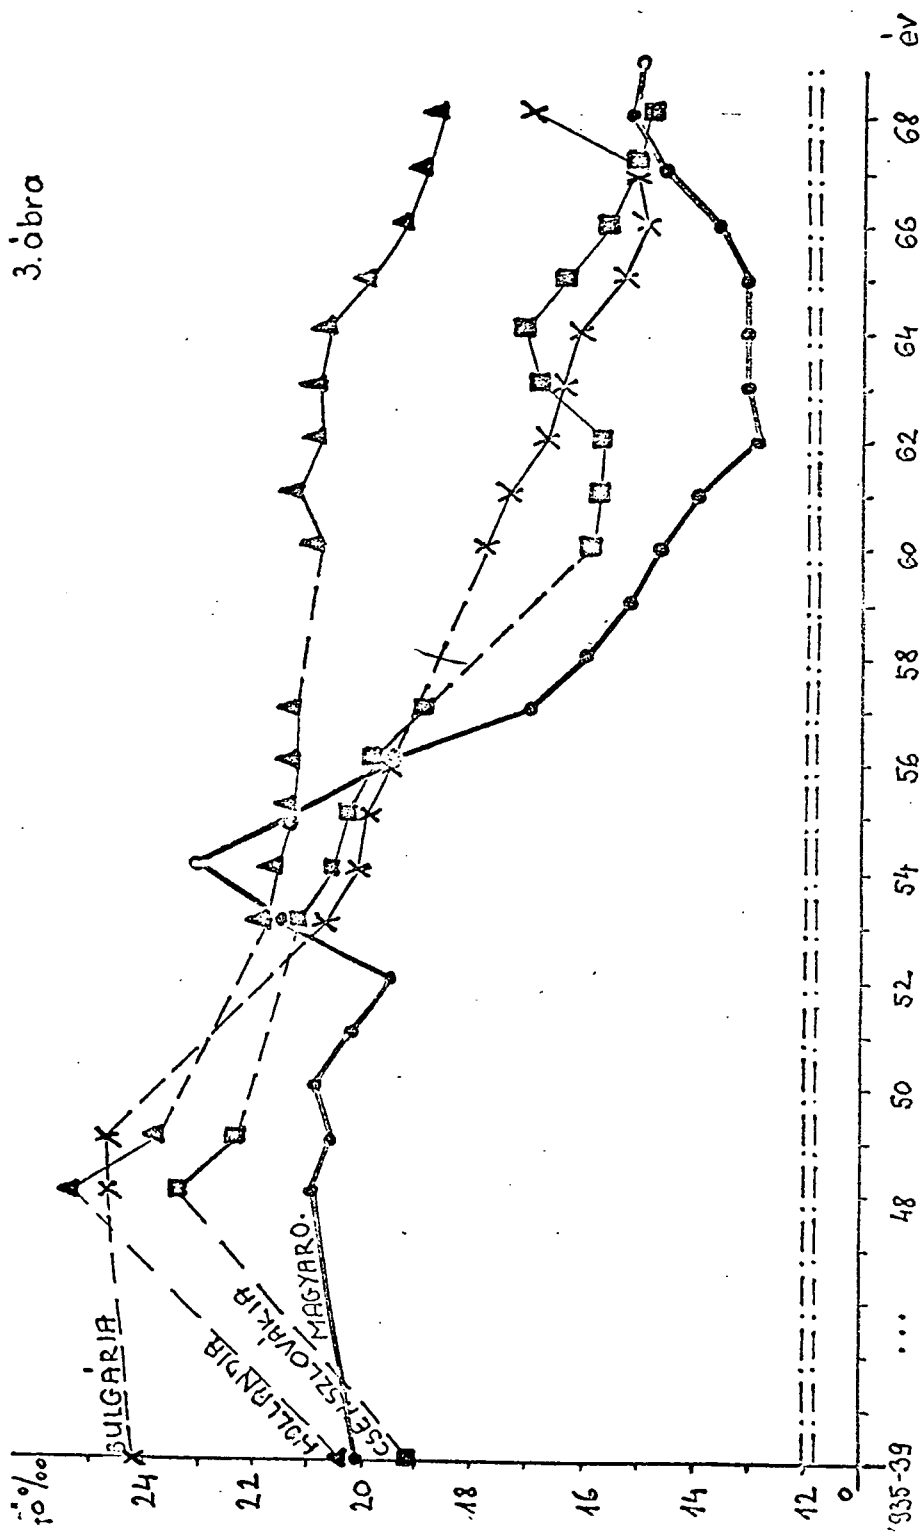 3. ábra
tö‰
24
22
20
18
16
14
12
0
BULGÁRIA
HOLLANDIA
CSEHSZLOVÁKIA
MAGYARO.
1935-39 ... 48 50 52 54 56 58 60 62 64 66 68 év